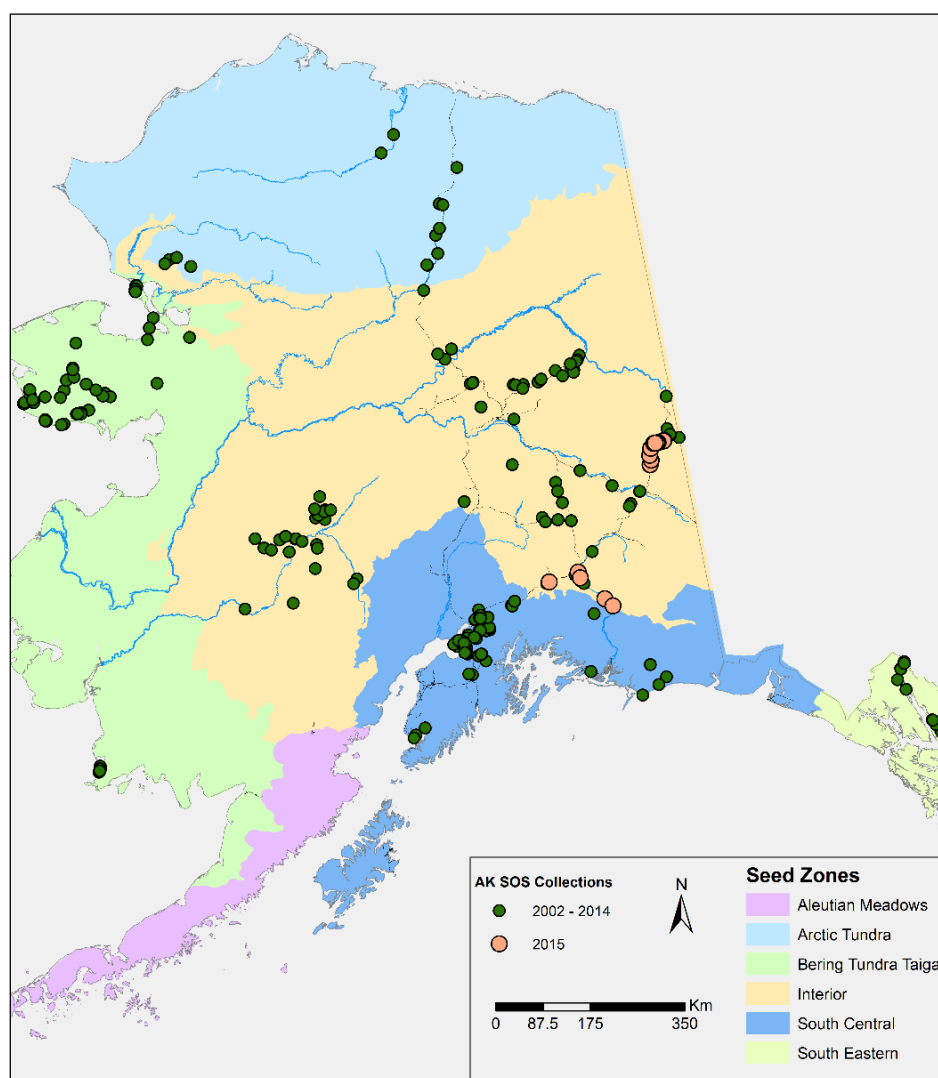 AK SOS Collections
2002 - 2014
2015
N
Km
0 87.5 175 350
Seed Zones
Aleutian Meadows
Arctic Tundra
Bering Tundra Taiga
Interior
South Central
South Eastern